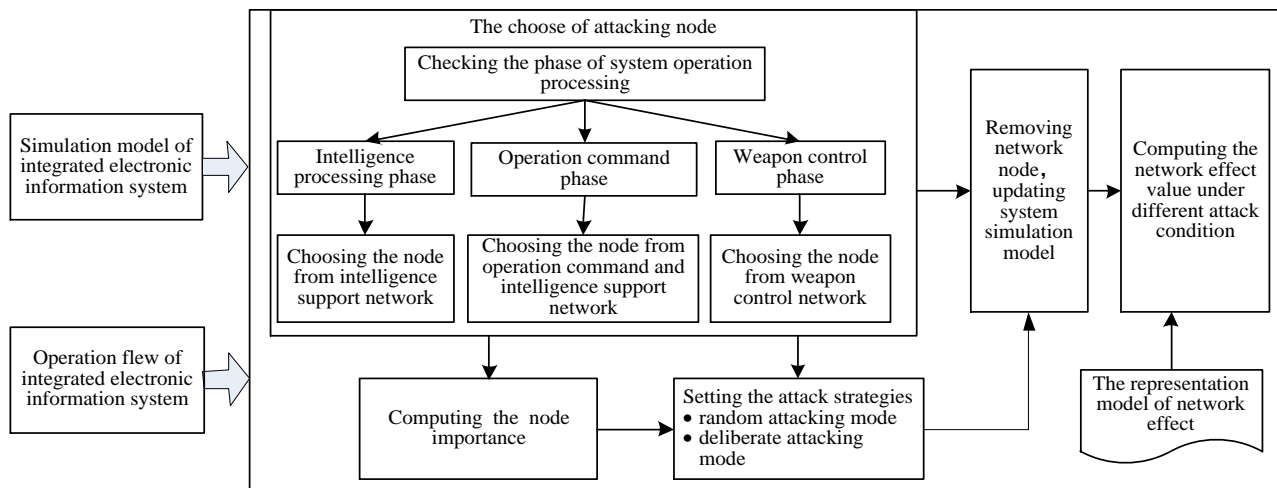 The choose of attacking node
Checking the phase of system operation
processing
Simulation model of
integrated electronic
information system
Intelligence
processing phase
Operation command
phase
Weapon control
phase
Choosing the node
from intelligence
support network
Choosing the node from
operation command and
intelligence support
network
Choosing the node
from weapon
control network
Removing
network
node,
updating
system
simulation
model
Computing the
network effect
value under
different attack
condition
Operation flew of
integrated electronic
information system
Computing the node
importance
Setting the attack strategies
• random attacking mode
• deliberate attacking
mode
The representation
model of network
effect